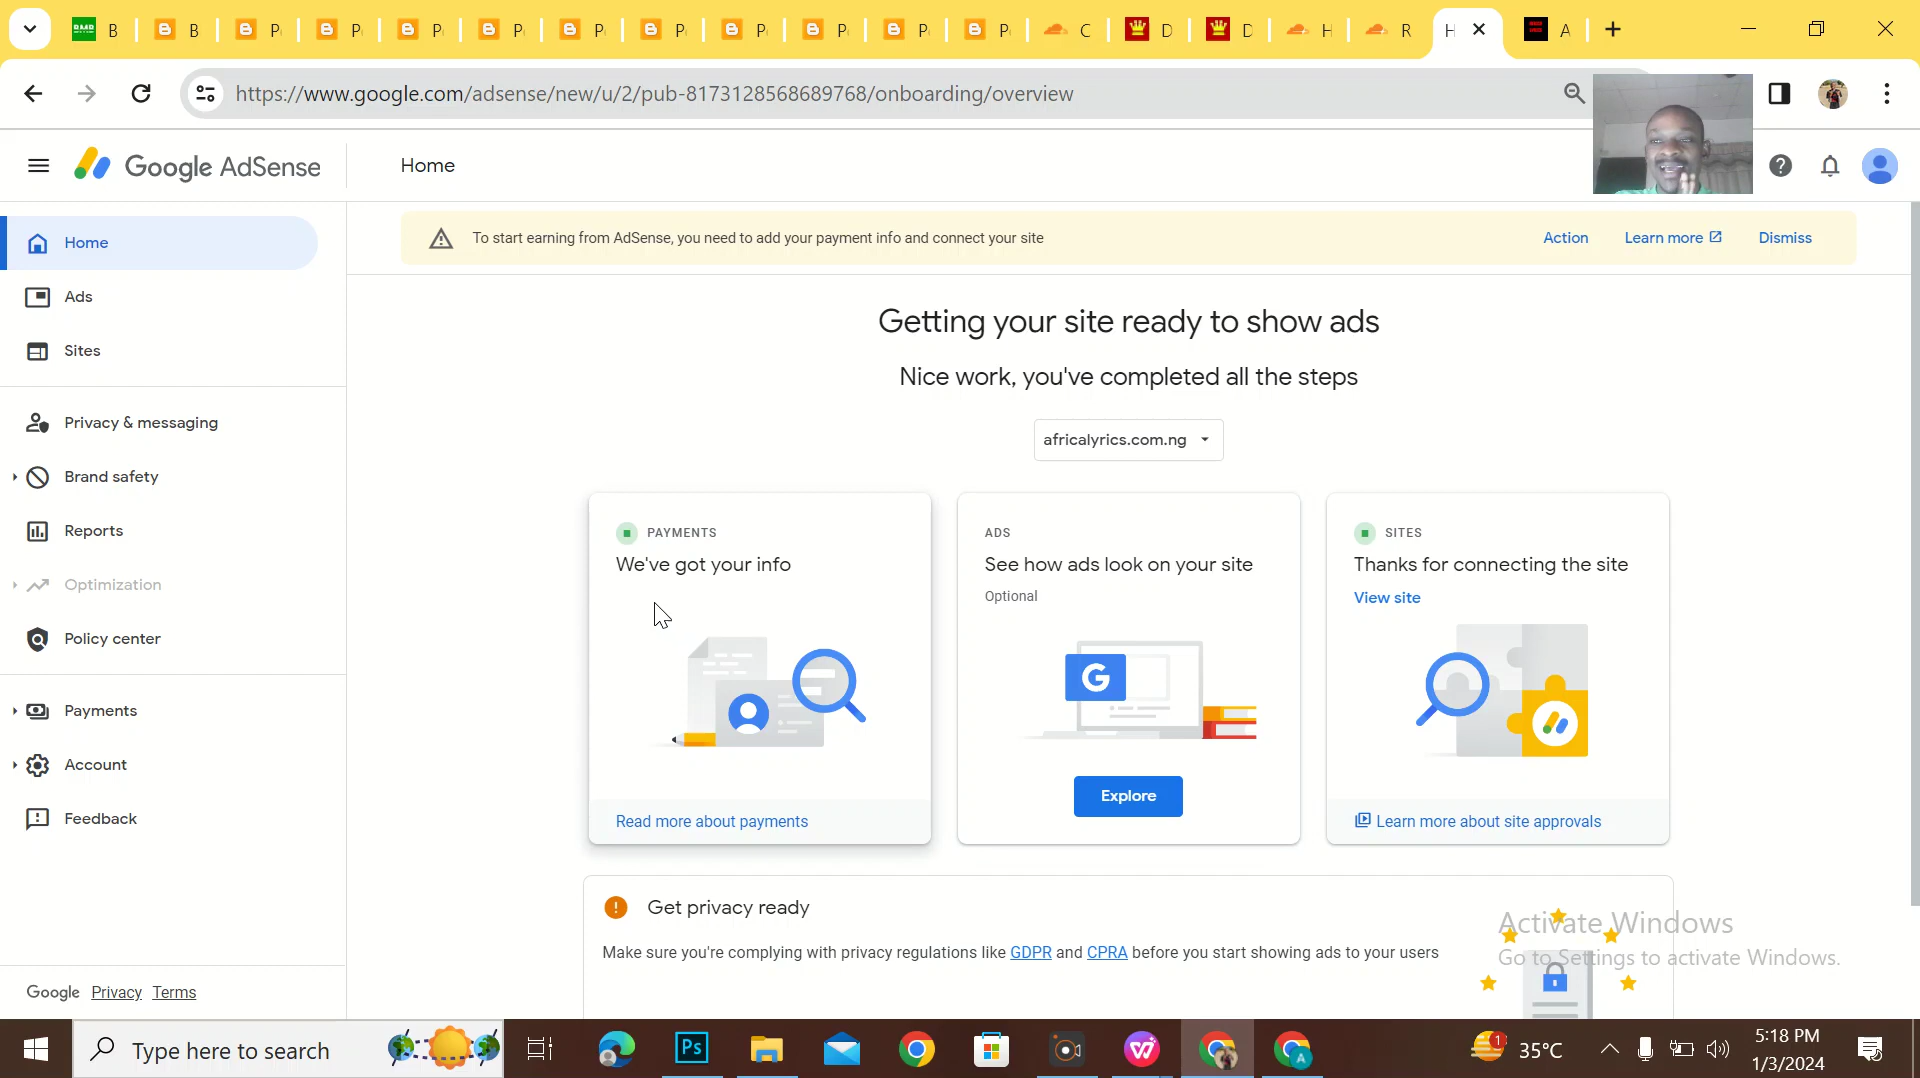 B
B
P
P
P
P
P
P
P
P
P
P
C
D
D
H
R
H
A
https://www.google.com/adsense/new/u/2/pub-8173128568689768/onboarding/overview
Google AdSense
Home
Home
Ads
Sites
Privacy & messaging
Brand safety
Reports
Optimization
Policy center
Payments
Account
Feedback
Google Privacy Terms
To start earning from AdSense, you need to add your payment info and connect your site
Action
Learn more
Dismiss
Getting your site ready to show ads
Nice work, you've completed all the steps
africalyrics.com.ng
PAYMENTS
We've got your info
Read more about payments
ADS
See how ads look on your site
Optional
G
Explore
SITES
Thanks for connecting the site
View site
Learn more about site approvals
Get privacy ready
Make sure you're complying with privacy regulations like GDPR and CPRA before you start showing ads to your users
Activate Windows
Go to Settings to activate Windows.
Type here to search
Ps
A
1
35°C
5:18 PM
1/3/2024